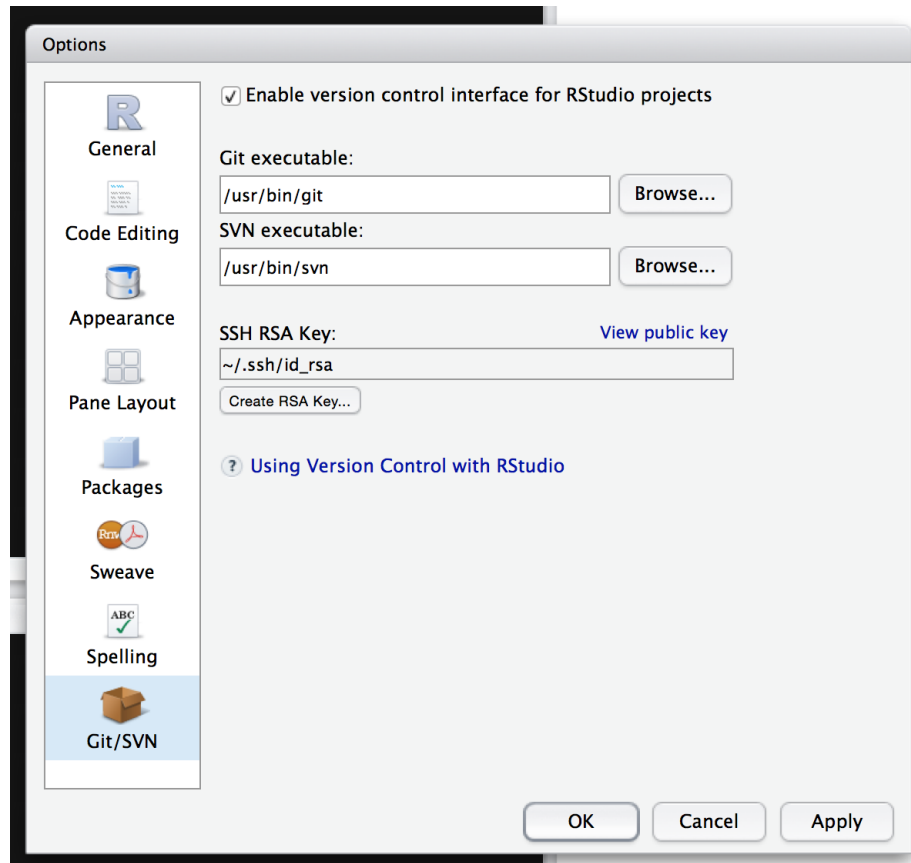 Options
General
Code Editing
Appearance
Pane Layout
Packages
Rnw
Sweave
ABC
Spelling
Git/SVN
Enable version control interface for RStudio projects
Git executable:
/usr/bin/git Browse...
SVN executable:
/usr/bin/svn Browse...
SSH RSA Key: View public key
~/.ssh/id_rsa
Create RSA Key...
? Using Version Control with RStudio
OK Cancel Apply